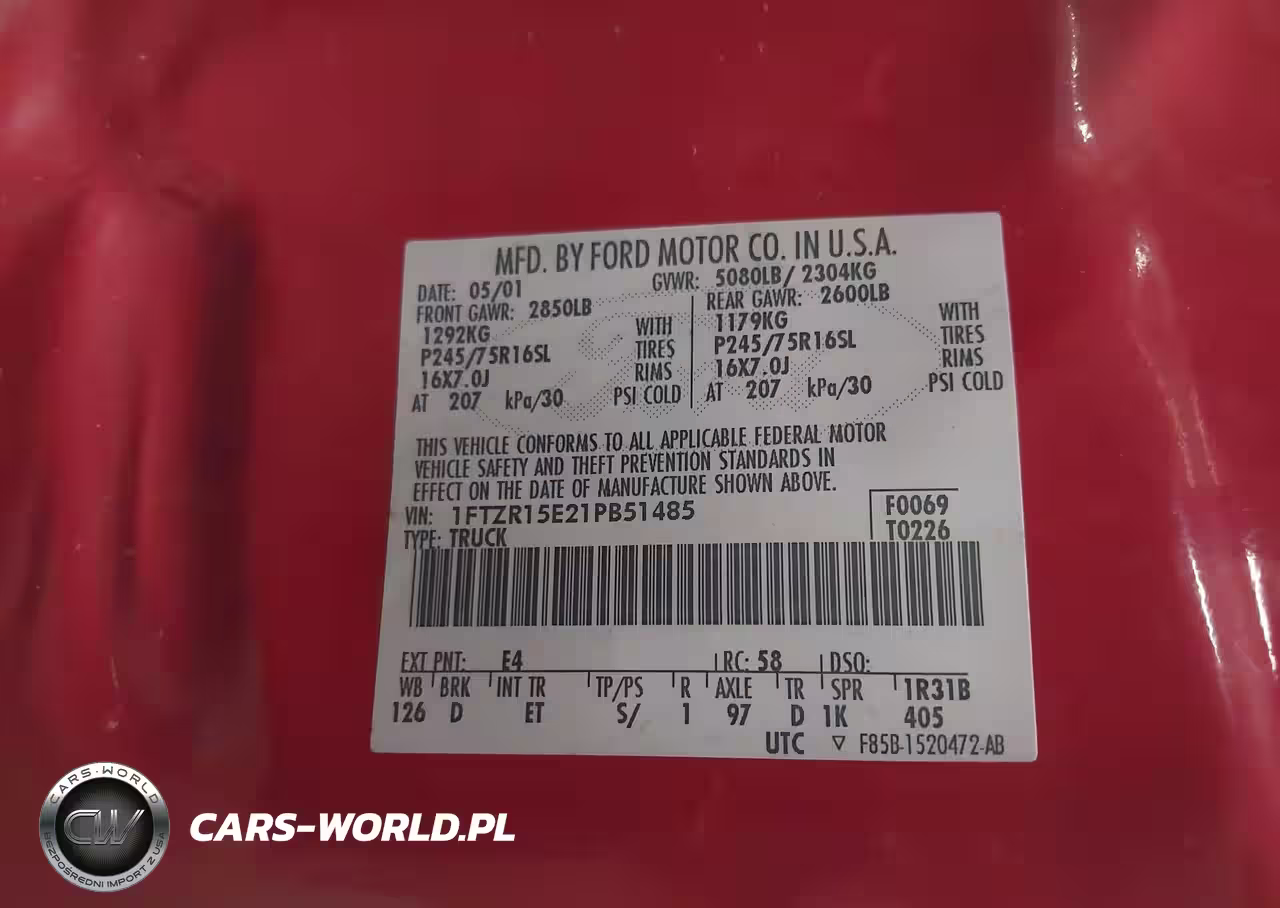 MFD. BY FORD MOTOR CO. IN U.S.A.
DATE: 05/01 GVWR: 5080LB/ 2304KG
FRONT GAWR: 2850LB REAR GAWR: 2600LB
1292KG WITH 1179KG WITH
P245/75R16SL TIRES P245/75R16SL TIRES
16X7.0J RIMS 16X7.0J RIMS
AT 207 kPa/30 PSI COLD AT 207 kPa/30 PSI COLD
THIS VEHICLE CONFORMS TO ALL APPLICABLE FEDERAL MOTOR
VEHICLE SAFETY AND THEFT PREVENTION STANDARDS IN
EFFECT ON THE DATE OF MANUFACTURE SHOWN ABOVE.
VIN: 1FTZR15E21PB51485 F0069
TYPE: TRUCK T0226
EXT PNT: E4 RC: 58 DSO:
WB BRK INT TR TP/PS R AXLE TR SPR 1R31B
126 D ET S/ 1 97 D 1K 405
UTC ▽ F85B-1520472-AB
CARS-WORLD
CW
BEZPOŚREDNI IMPORT Z USA
CARS-WORLD.PL